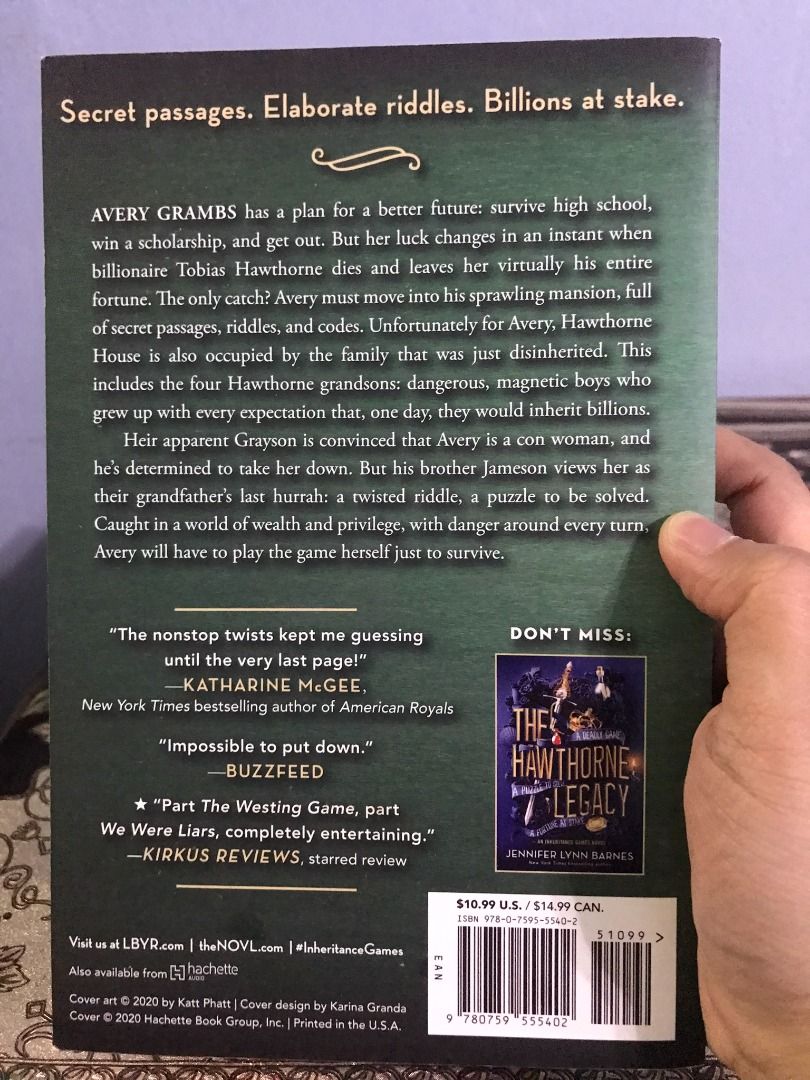 Secret passages. Elaborate riddles. Billions at stake.
AVERY GRAMBS has a plan for a better future: survive high school,
win a scholarship, and get out. But her luck changes in an instant when
billionaire Tobias Hawthorne dies and leaves her virtually his entire
fortune. The only catch? Avery must move into his sprawling mansion, full
of secret passages, riddles, and codes. Unfortunately for Avery, Hawthorne
House is also occupied by the family that was just disinherited. This
includes the four Hawthorne grandsons: dangerous, magnetic boys who
grew up with every expectation that, one day, they would inherit billions.
Heir apparent Grayson is convinced that Avery is a con woman, and
he's determined to take her down. But his brother Jameson views her as
their grandfather's last hurrah: a twisted riddle, a puzzle to be solved.
Caught in a world of wealth and privilege, with danger around every turn,
Avery will have to play the game herself just to survive.
"The nonstop twists kept me guessing
until the very last page!"
—KATHARINE McGEE,
New York Times bestselling author of American Royals
"Impossible to put down."
—BUZZFEED
★ "Part The Westing Game, part
We Were Liars, completely entertaining."
—KIRKUS REVIEWS, starred review
DON'T MISS:
THE
A DEADLY GAME
HAWTHORNE
A PUZZLE TO
LEGACY
A FORTUNE AT STAKE
AN INHERITANCE GAMES NOVEL
JENNIFER LYNN BARNES
Visit us at LBYR.com | theNOVL.com | #InheritanceGames
Also available from hachette
AUDIO
Cover art © 2020 by Katt Phatt | Cover design by Karina Granda
Cover © 2020 Hachette Book Group, Inc. | Printed in the U.S.A.
$10.99 U.S. / $14.99 CAN.
ISBN 978-0-7595-5540-2
51099 >
EAN
9 780759 555402